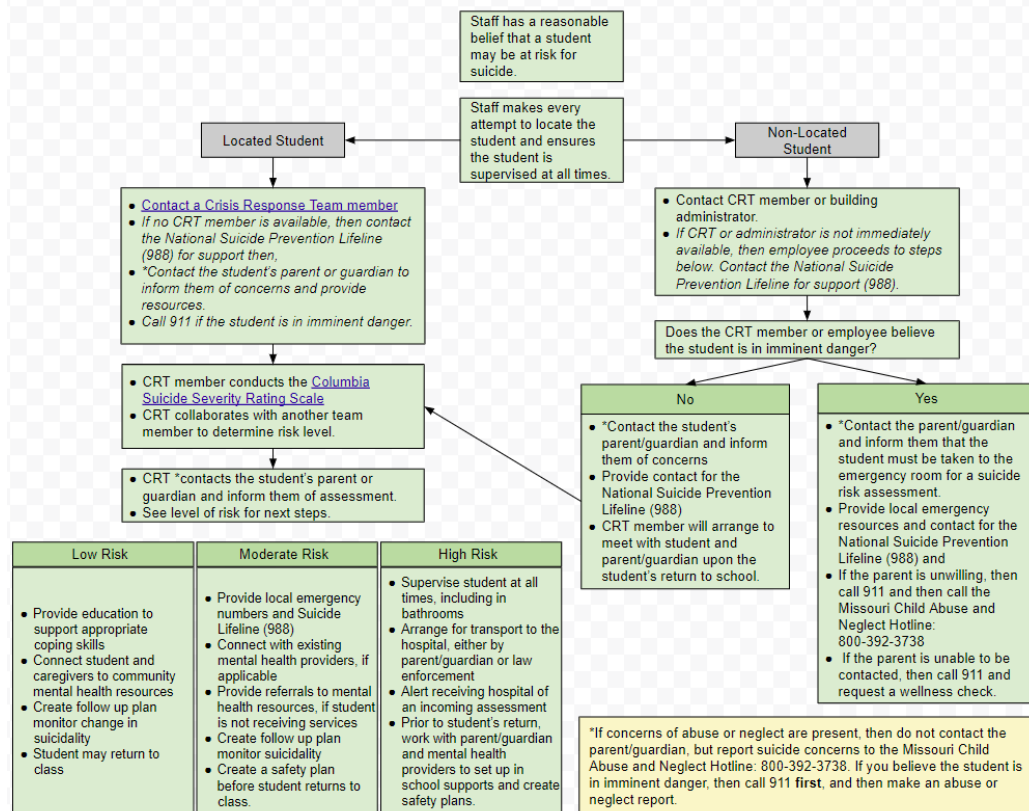 Staff has a reasonable
belief that a student
may be at risk for
suicide.
Staff makes every
attempt to locate the
student and ensures
the student is
supervised at all times.
Located Student
Non-Located
Student
● Contact a Crisis Response Team member
● If no CRT member is available, then contact
the National Suicide Prevention Lifeline
(988) for support then,
● *Contact the student's parent or guardian to
inform them of concerns and provide
resources.
● Call 911 if the student is in imminent danger.
● Contact CRT member or building
administrator.
● If CRT or administrator is not immediately
available, then employee proceeds to steps
below. Contact the National Suicide
Prevention Lifeline for support (988).
Does the CRT member or employee believe
the student is in imminent danger?
● CRT member conducts the Columbia
Suicide Severity Rating Scale
● CRT collaborates with another team
member to determine risk level.
● CRT *contacts the student's parent or
guardian and inform them of assessment.
● See level of risk for next steps.
No
● *Contact the student's
parent/guardian and inform
them of concerns
● Provide contact for the
National Suicide Prevention
Lifeline (988)
● CRT member will arrange to
meet with student and
parent/guardian upon the
student's return to school.
Yes
● *Contact the parent/guardian
and inform them that the
student must be taken to the
emergency room for a suicide
risk assessment.
● Provide local emergency
resources and contact for the
National Suicide Prevention
Lifeline (988) and
● If the parent is unwilling, then
call 911 and then call the
Missouri Child Abuse and
Neglect Hotline:
800-392-3738
● If the parent is unable to be
contacted, then call 911 and
request a wellness check.
Low Risk
● Provide education to
support appropriate
coping skills
● Connect student and
caregivers to community
mental health resources
● Create follow up plan
monitor change in
suicidality
● Student may return to
class
Moderate Risk
● Provide local emergency
numbers and Suicide
Lifeline (988)
● Connect with existing
mental health providers, if
applicable
● Provide referrals to mental
health resources, if student
is not receiving services
● Create follow up plan
monitor suicidality
● Create a safety plan
before student returns to
class.
High Risk
● Supervise student at all
times, including in
bathrooms
● Arrange for transport to the
hospital, either by
parent/guardian or law
enforcement
● Alert receiving hospital of
an incoming assessment
● Prior to student's return,
work with parent/guardian
and mental health
providers to set up in
school supports and create
safety plans.
*If concerns of abuse or neglect are present, then do not contact the
parent/guardian, but report suicide concerns to the Missouri Child
Abuse and Neglect Hotline: 800-392-3738. If you believe the student is
in imminent danger, then call 911 first, and then make an abuse or
neglect report.